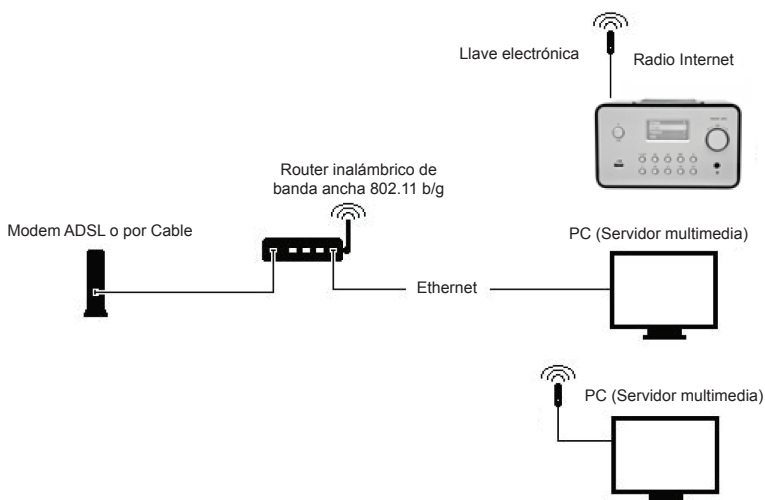 Llave electrónica
Radio Internet
Router inalámbrico de
banda ancha 802.11 b/g
Modem ADSL o por Cable
PC (Servidor multimedia)
Ethernet
PC (Servidor multimedia)